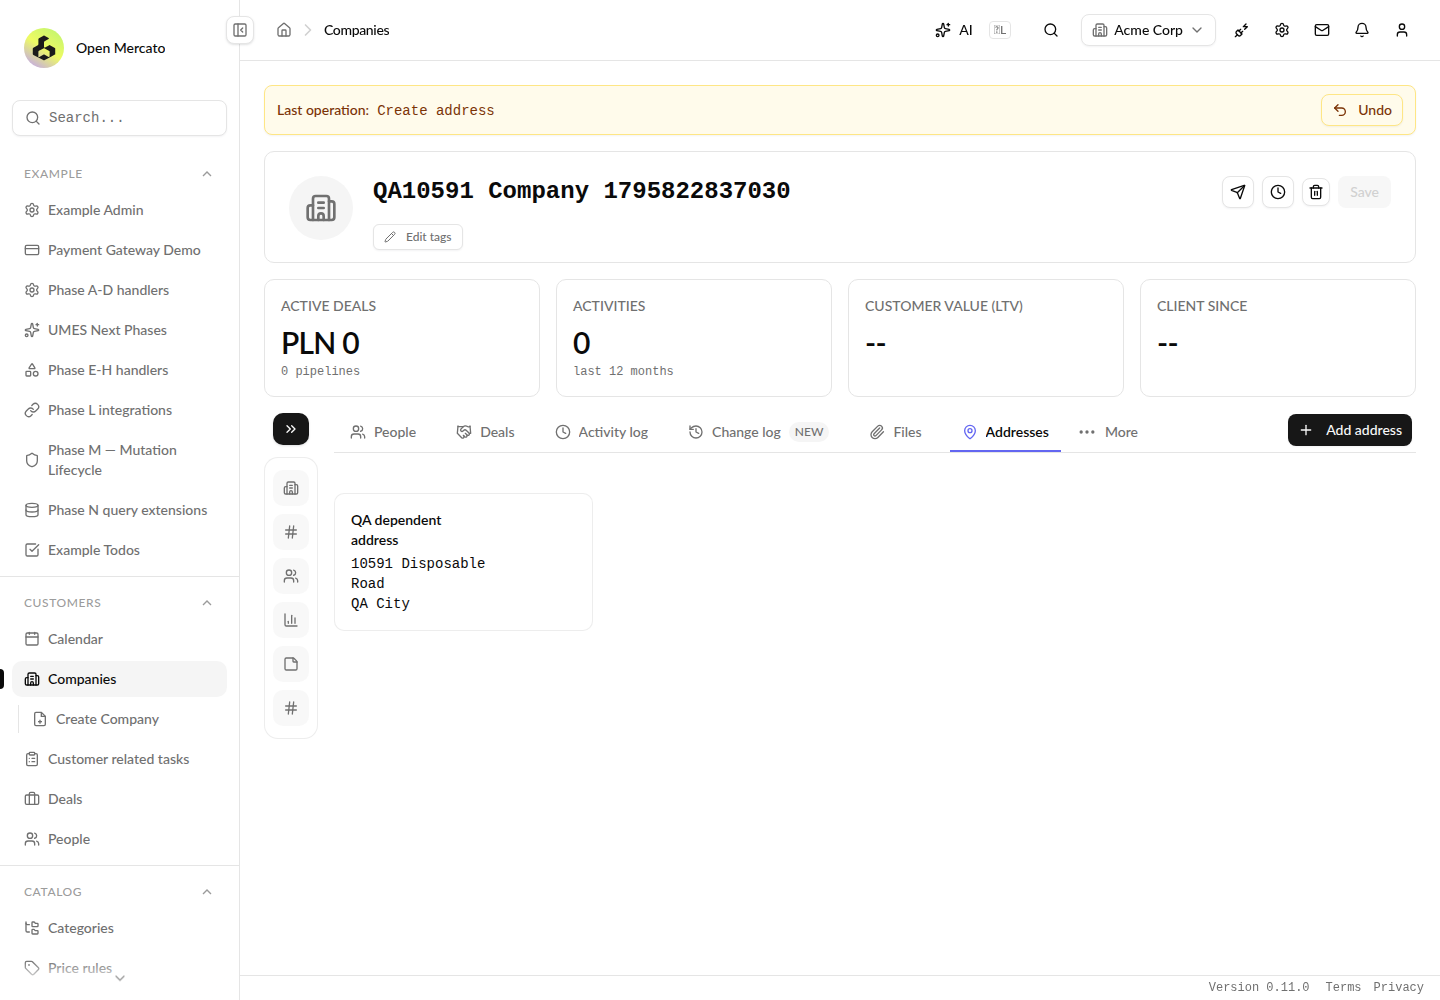 Open Mercato
Companies
AI
Acme Corp
Search...
Last operation: Create address
Undo
EXAMPLE
Example Admin
Payment Gateway Demo
Phase A-D handlers
UMES Next Phases
Phase E-H handlers
Phase L integrations
Phase M — Mutation
Lifecycle
Phase N query extensions
Example Todos
CUSTOMERS
Calendar
Companies
Create Company
Customer related tasks
Deals
People
CATALOG
Categories
Price rules
QA10591 Company 1795822837030
Edit tags
Save
ACTIVE DEALS
PLN 0
0 pipelines
ACTIVITIES
0
last 12 months
CUSTOMER VALUE (LTV)
--
CLIENT SINCE
--
People
Deals
Activity log
Change log NEW
Files
Addresses
More
Add address
QA dependent
address
10591 Disposable
Road
QA City
Version 0.11.0 Terms Privacy